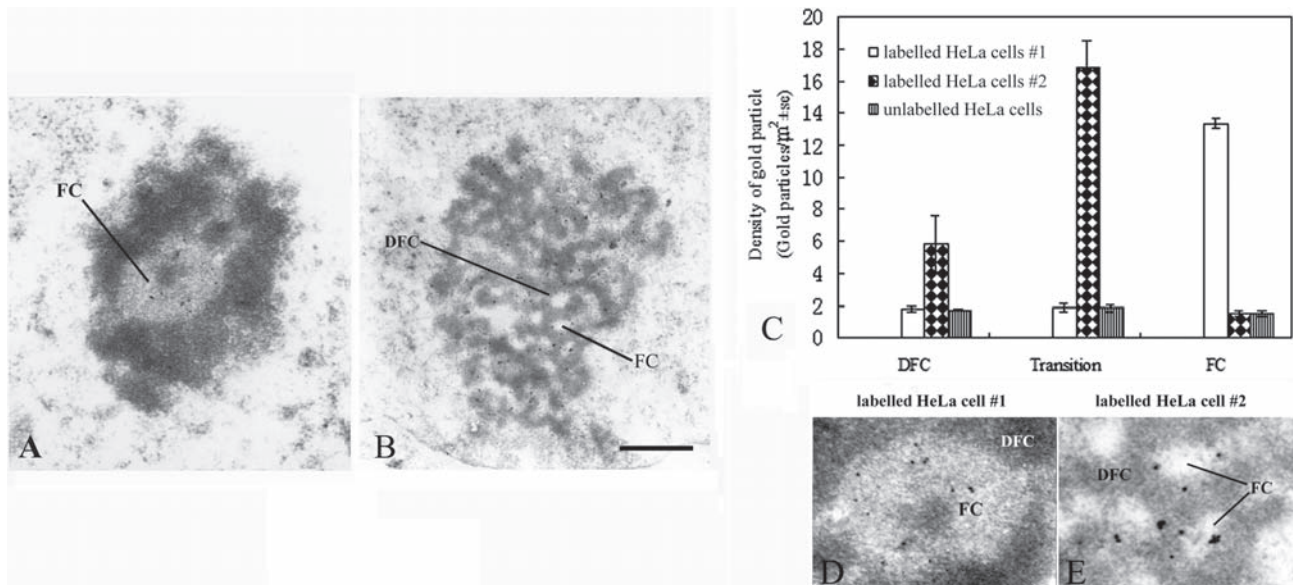 FC
A
DFC
FC
B
20
18
16
14
12
10
8
6
4
2
0
Density of gold particle
(Gold particles/m² ±se)
labelled HeLa cells #1
labelled HeLa cells #2
unlabelled HeLa cells
C
DFC Transition FC
labelled HeLa cell #1
DFC
FC
D
labelled HeLa cell #2
DFC
FC
E